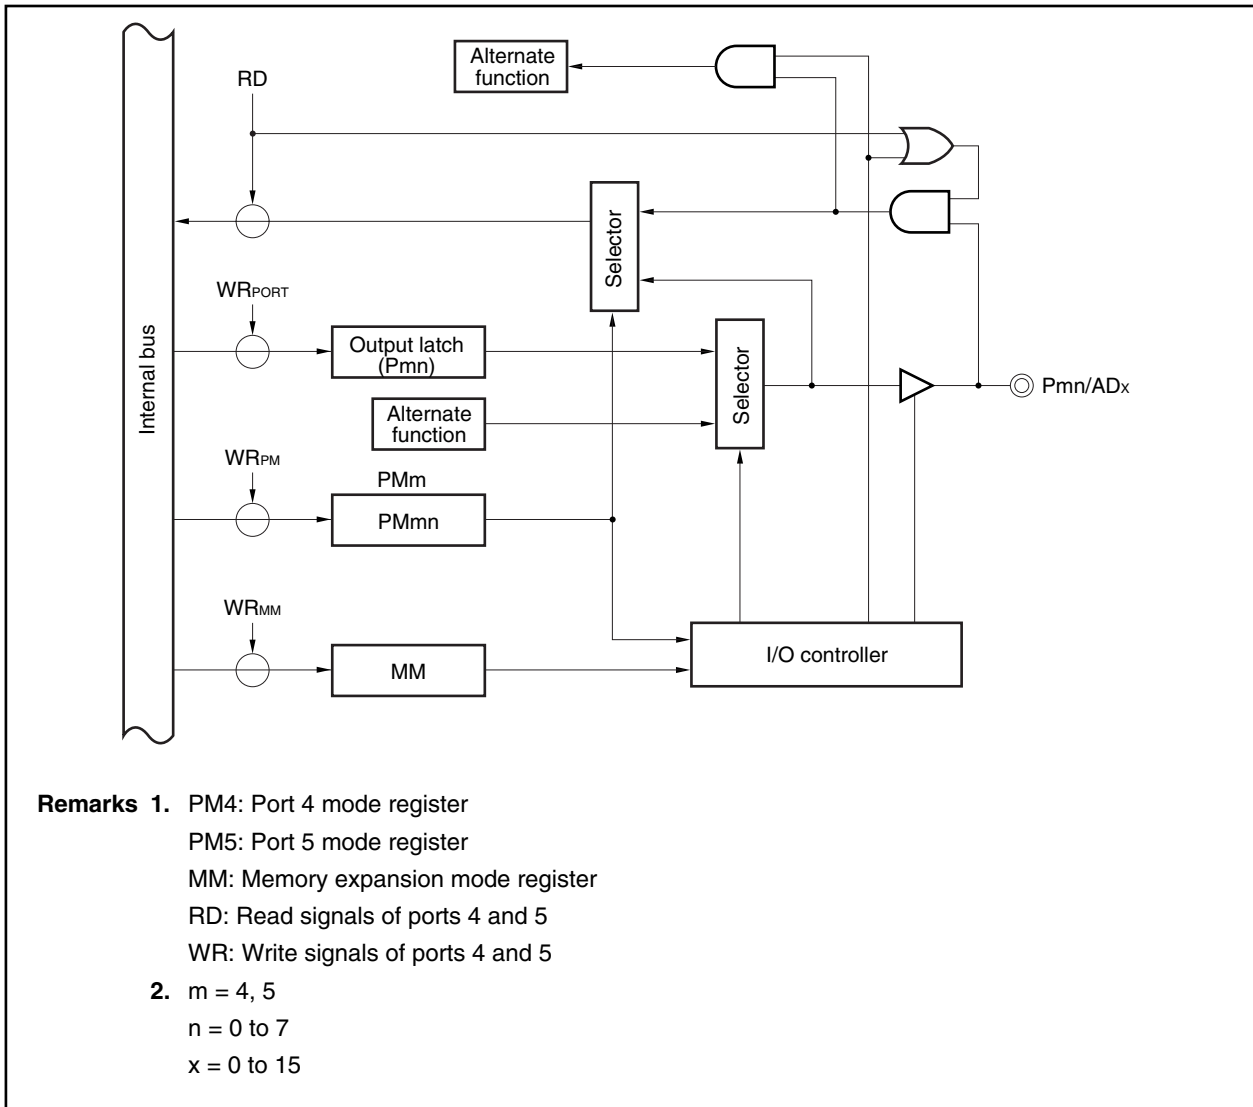 Alternate
function
RD
Selector
WRPORT
Output latch
(Pmn)
Internal bus
Selector
Pmn/ADx
Alternate
function
WRPM
PMm
PMmn
WRMM
MM
I/O controller
Remarks 1. PM4: Port 4 mode register
PM5: Port 5 mode register
MM: Memory expansion mode register
RD: Read signals of ports 4 and 5
WR: Write signals of ports 4 and 5
2. m = 4, 5
n = 0 to 7
x = 0 to 15